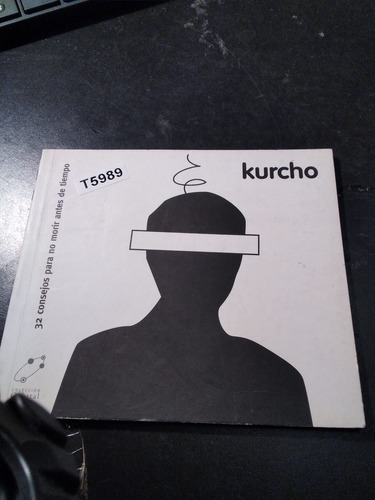 kurcho
T5989
32 consejos para no morir antes de tiempo